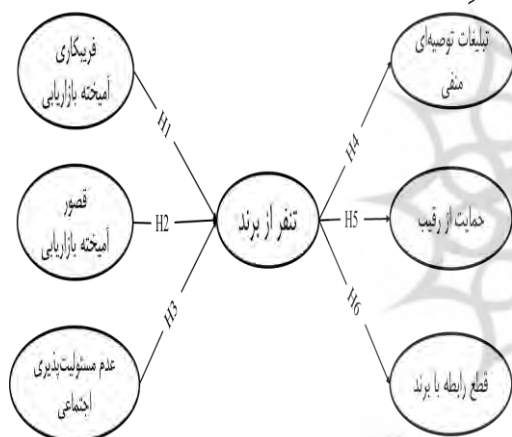 فریبکاری
آمیخته بازاریابی
H1
قصور
آمیخته بازاریابی
H2
عدم مسئولیت‌پذیری
اجتماعی
H3
تنفر از برند
H4
تبلیغات توصیه‌ای
منفی
H5
حمایت از رقیب
H6
قطع رابطه با برند